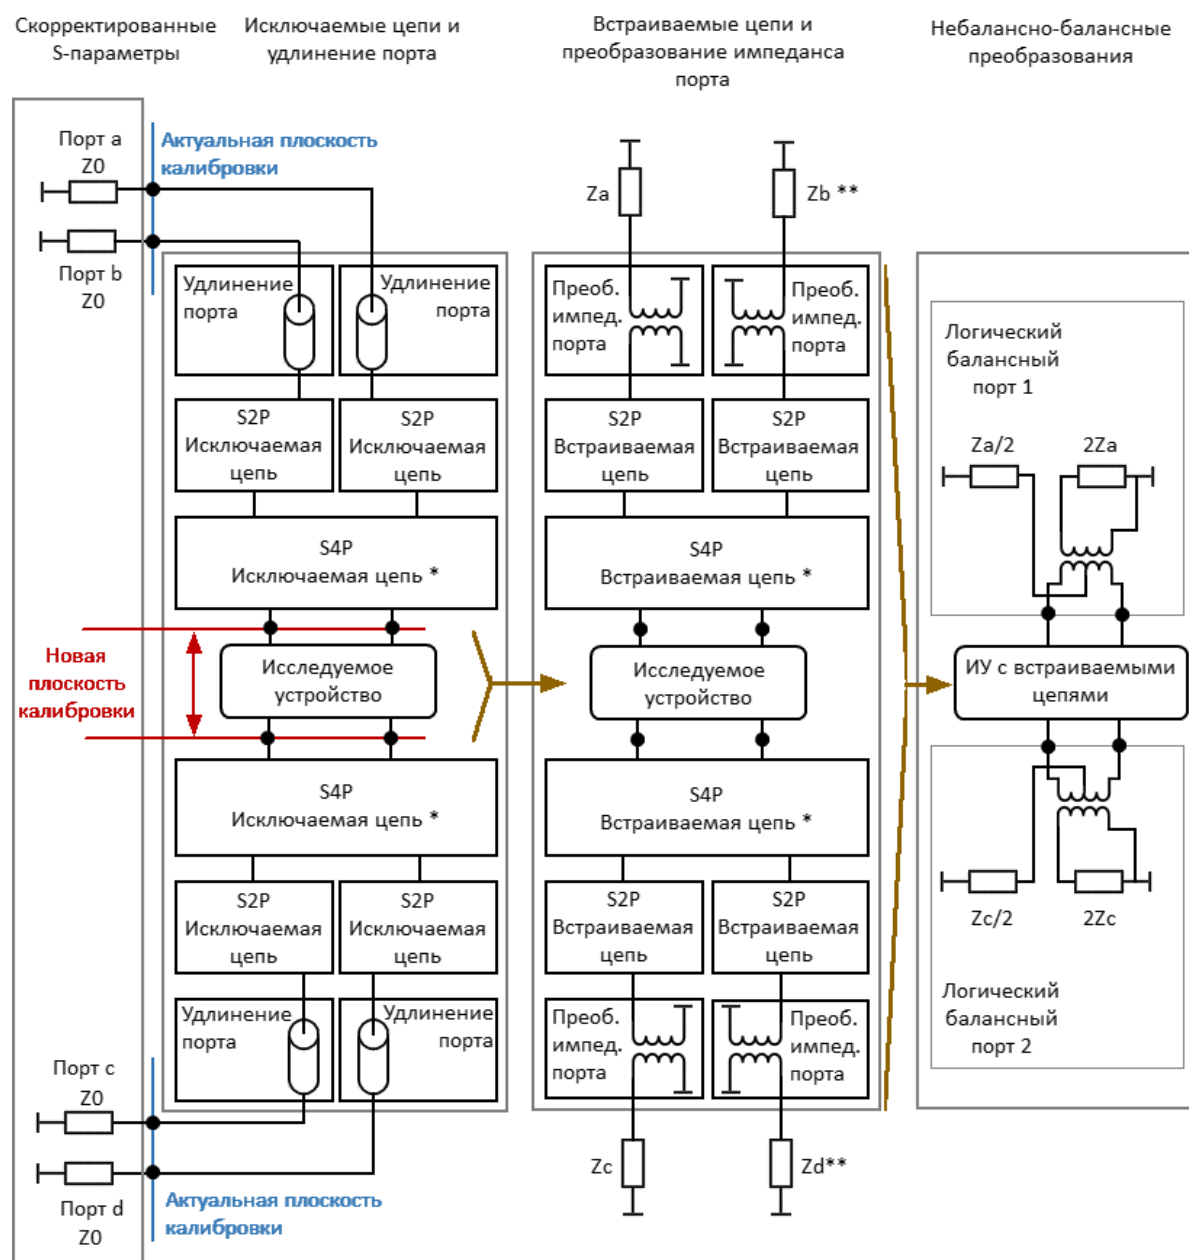 Скорректированные
S-параметры
Исключаемые цепи и
удлинение порта
Встраиваемые цепи и
преобразование импеданса
порта
Небалансно-балансные
преобразования
Порт a
Z0
Порт b
Z0
Актуальная плоскость
калибровки
Удлинение
порта
Удлинение
порта
S2P
Исключаемая
цепь
S2P
Исключаемая
цепь
S4P
Исключаемая цепь *
Новая
плоскость
калибровки
Исследуемое
устройство
S4P
Исключаемая цепь *
S2P
Исключаемая
цепь
S2P
Исключаемая
цепь
Удлинение
порта
Удлинение
порта
Порт c
Z0
Порт d
Z0
Актуальная плоскость
калибровки
Za
Zb **
Преоб.
импед.
порта
Преоб.
импед.
порта
S2P
Встраиваемая
цепь
S2P
Встраиваемая
цепь
S4P
Встраиваемая цепь *
Исследуемое
устройство
S4P
Встраиваемая цепь *
S2P
Встраиваемая
цепь
S2P
Встраиваемая
цепь
Преоб.
импед.
порта
Преоб.
импед.
порта
Zc
Zd**
Логический
балансный
порт 1
Za/2
2Za
ИУ с встраиваемыми
цепями
Zc/2
2Zc
Логический
балансный
порт 2